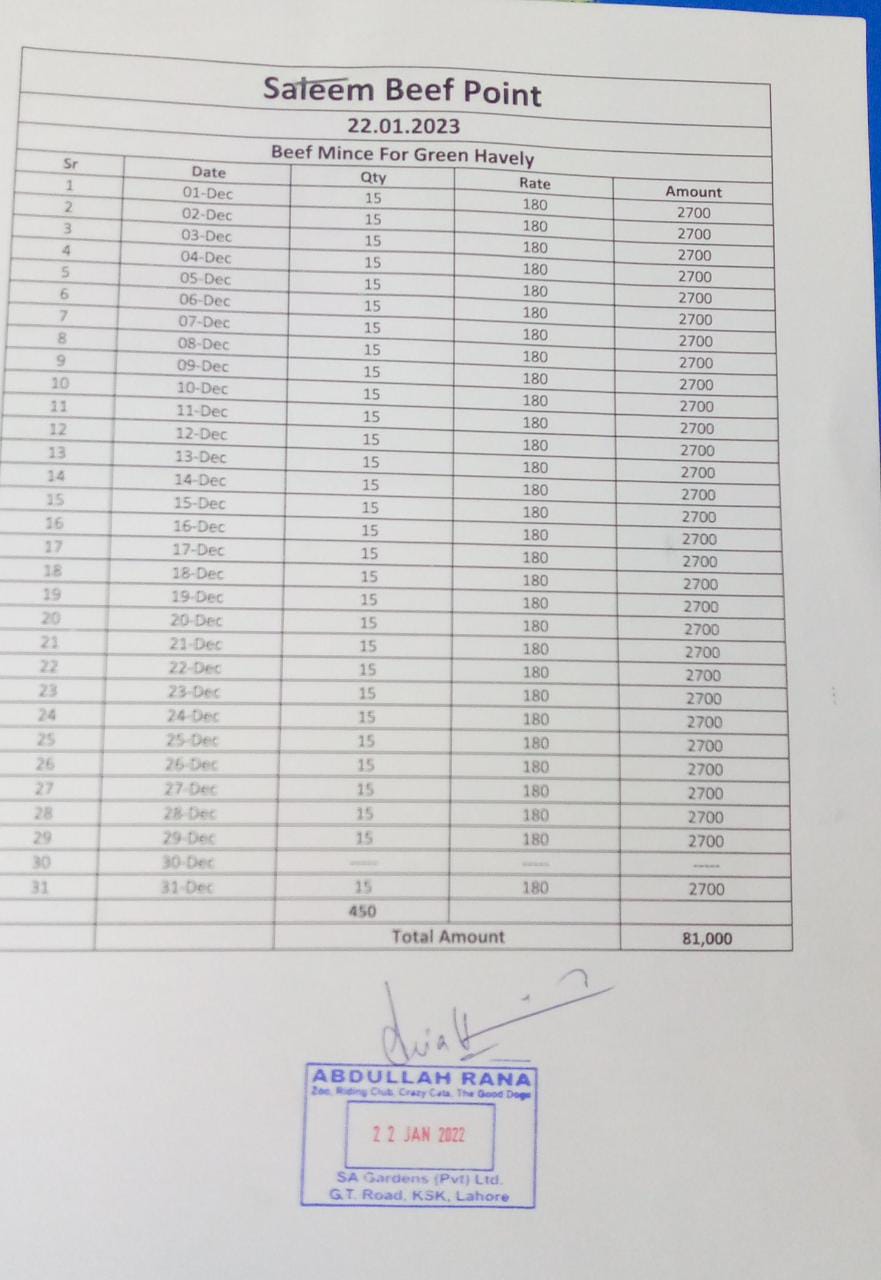 Saleem Beef Point
22.01.2023
Beef Mince For Green Havely
Sr Date Qty Rate Amount
1 01-Dec 15 180 2700
2 02-Dec 15 180 2700
3 03-Dec 15 180 2700
4 04-Dec 15 180 2700
5 05-Dec 15 180 2700
6 06-Dec 15 180 2700
7 07-Dec 15 180 2700
8 08-Dec 15 180 2700
9 09-Dec 15 180 2700
10 10-Dec 15 180 2700
11 11-Dec 15 180 2700
12 12-Dec 15 180 2700
13 13-Dec 15 180 2700
14 14-Dec 15 180 2700
15 15-Dec 15 180 2700
16 16-Dec 15 180 2700
17 17-Dec 15 180 2700
18 18-Dec 15 180 2700
19 19-Dec 15 180 2700
20 20-Dec 15 180 2700
21 21-Dec 15 180 2700
22 22-Dec 15 180 2700
23 23-Dec 15 180 2700
24 24-Dec 15 180 2700
25 25-Dec 15 180 2700
26 26-Dec 15 180 2700
27 27-Dec 15 180 2700
28 28-Dec 15 180 2700
29 29-Dec 15 180 2700
30 30-Dec ----- ----- -----
31 31-Dec 15 180 2700
450
Total Amount 81,000
ABDULLAH RANA
Zoo, Riding Club, Crazy Cats, The Good Dogs
22 JAN 2022
SA Gardens (Pvt) Ltd.
G.T. Road, KSK, Lahore